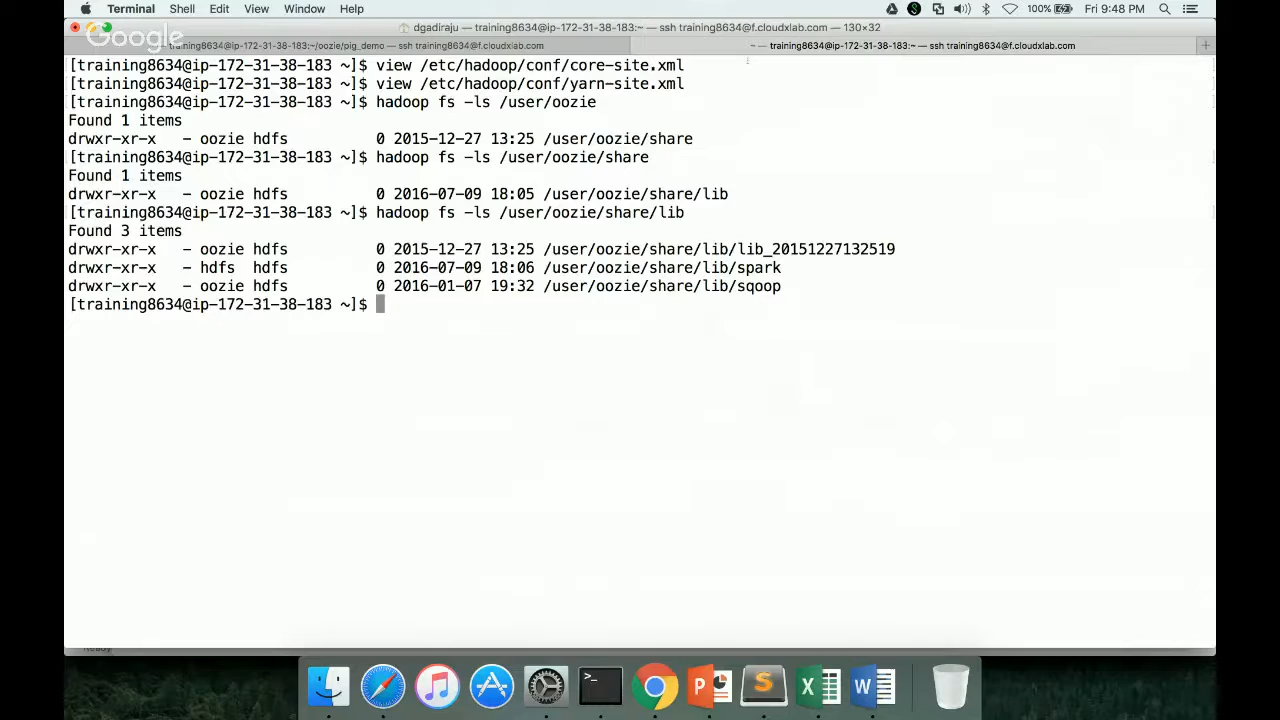 Terminal Shell Edit View Window Help 100% Fri 9:48 PM
Google
dgadiraju — training8634@ip-172-31-38-183:~ — ssh training8634@f.cloudxlab.com — 130×32
training8634@ip-172-31-38-183:~/oozie/pig_demo — ssh training8634@f.cloudxlab.com
~ — training8634@ip-172-31-38-183:~ — ssh training8634@f.cloudxlab.com
[training8634@ip-172-31-38-183 ~]$ view /etc/hadoop/conf/core-site.xml
[training8634@ip-172-31-38-183 ~]$ view /etc/hadoop/conf/yarn-site.xml
[training8634@ip-172-31-38-183 ~]$ hadoop fs -ls /user/oozie
Found 1 items
drwxr-xr-x - oozie hdfs 0 2015-12-27 13:25 /user/oozie/share
[training8634@ip-172-31-38-183 ~]$ hadoop fs -ls /user/oozie/share
Found 1 items
drwxr-xr-x - oozie hdfs 0 2016-07-09 18:05 /user/oozie/share/lib
[training8634@ip-172-31-38-183 ~]$ hadoop fs -ls /user/oozie/share/lib
Found 3 items
drwxr-xr-x - oozie hdfs 0 2015-12-27 13:25 /user/oozie/share/lib/lib_20151227132519
drwxr-xr-x - hdfs hdfs 0 2016-07-09 18:06 /user/oozie/share/lib/spark
drwxr-xr-x - oozie hdfs 0 2016-01-07 19:32 /user/oozie/share/lib/sqoop
[training8634@ip-172-31-38-183 ~]$
Ready